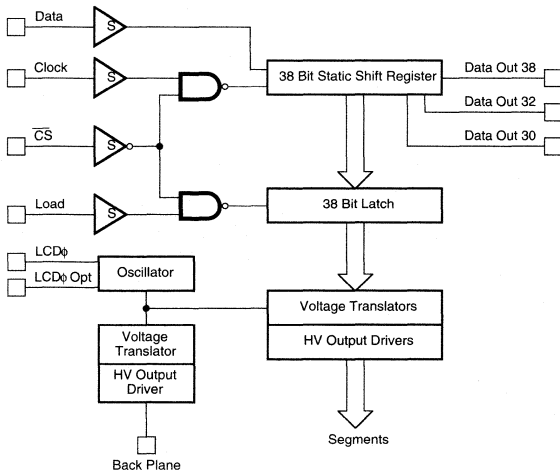 Data
S
Clock
S
38 Bit Static Shift Register
Data Out 38
Data Out 32
Data Out 30
C̅S̅
S
Load
S
38 Bit Latch
LCDϕ
LCDϕ Opt
Oscillator
Voltage Translators
HV Output Drivers
Voltage
Translator
HV Output
Driver
Back Plane
Segments